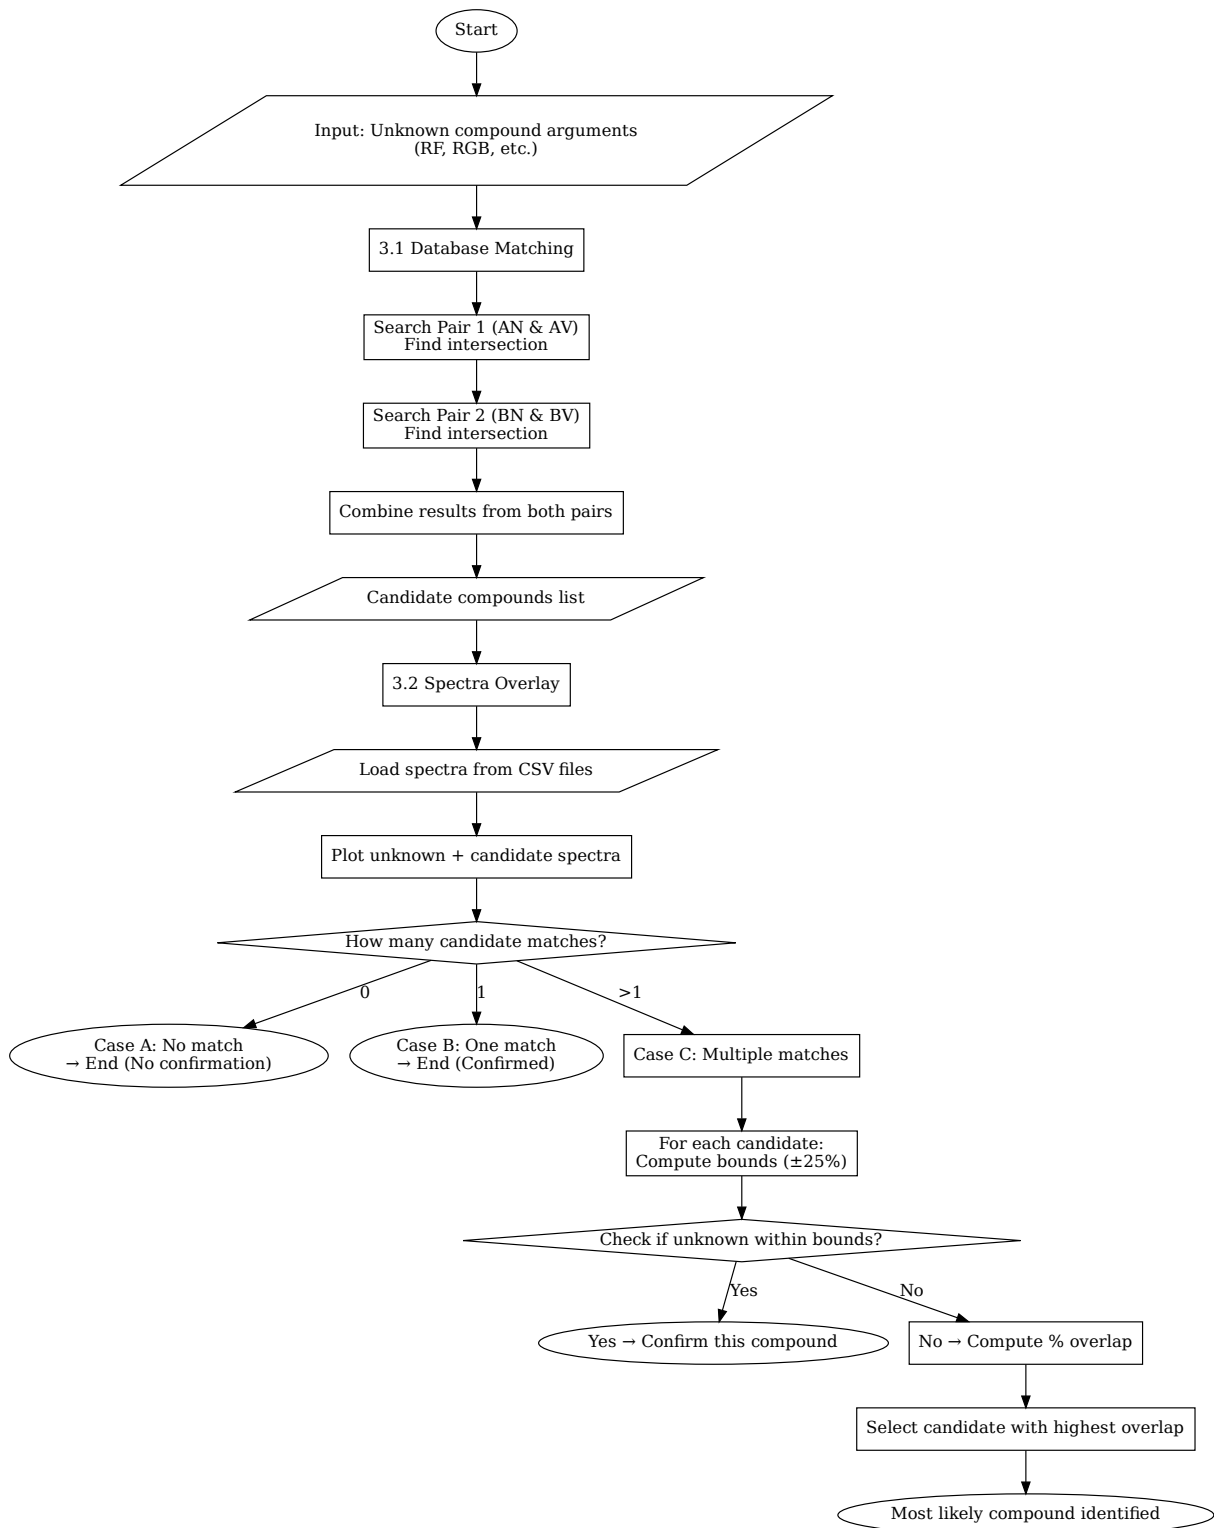 Start
Input: Unknown compound arguments
(RF, RGB, etc.)
3.1 Database Matching
Search Pair 1 (AN & AV)
Find intersection
Search Pair 2 (BN & BV)
Find intersection
Combine results from both pairs
Candidate compounds list
3.2 Spectra Overlay
Load spectra from CSV files
Plot unknown + candidate spectra
How many candidate matches?
0
1
>1
Case A: No match
→ End (No confirmation)
Case B: One match
→ End (Confirmed)
Case C: Multiple matches
For each candidate:
Compute bounds (±25%)
Check if unknown within bounds?
Yes
No
Yes → Confirm this compound
No → Compute % overlap
Select candidate with highest overlap
Most likely compound identified